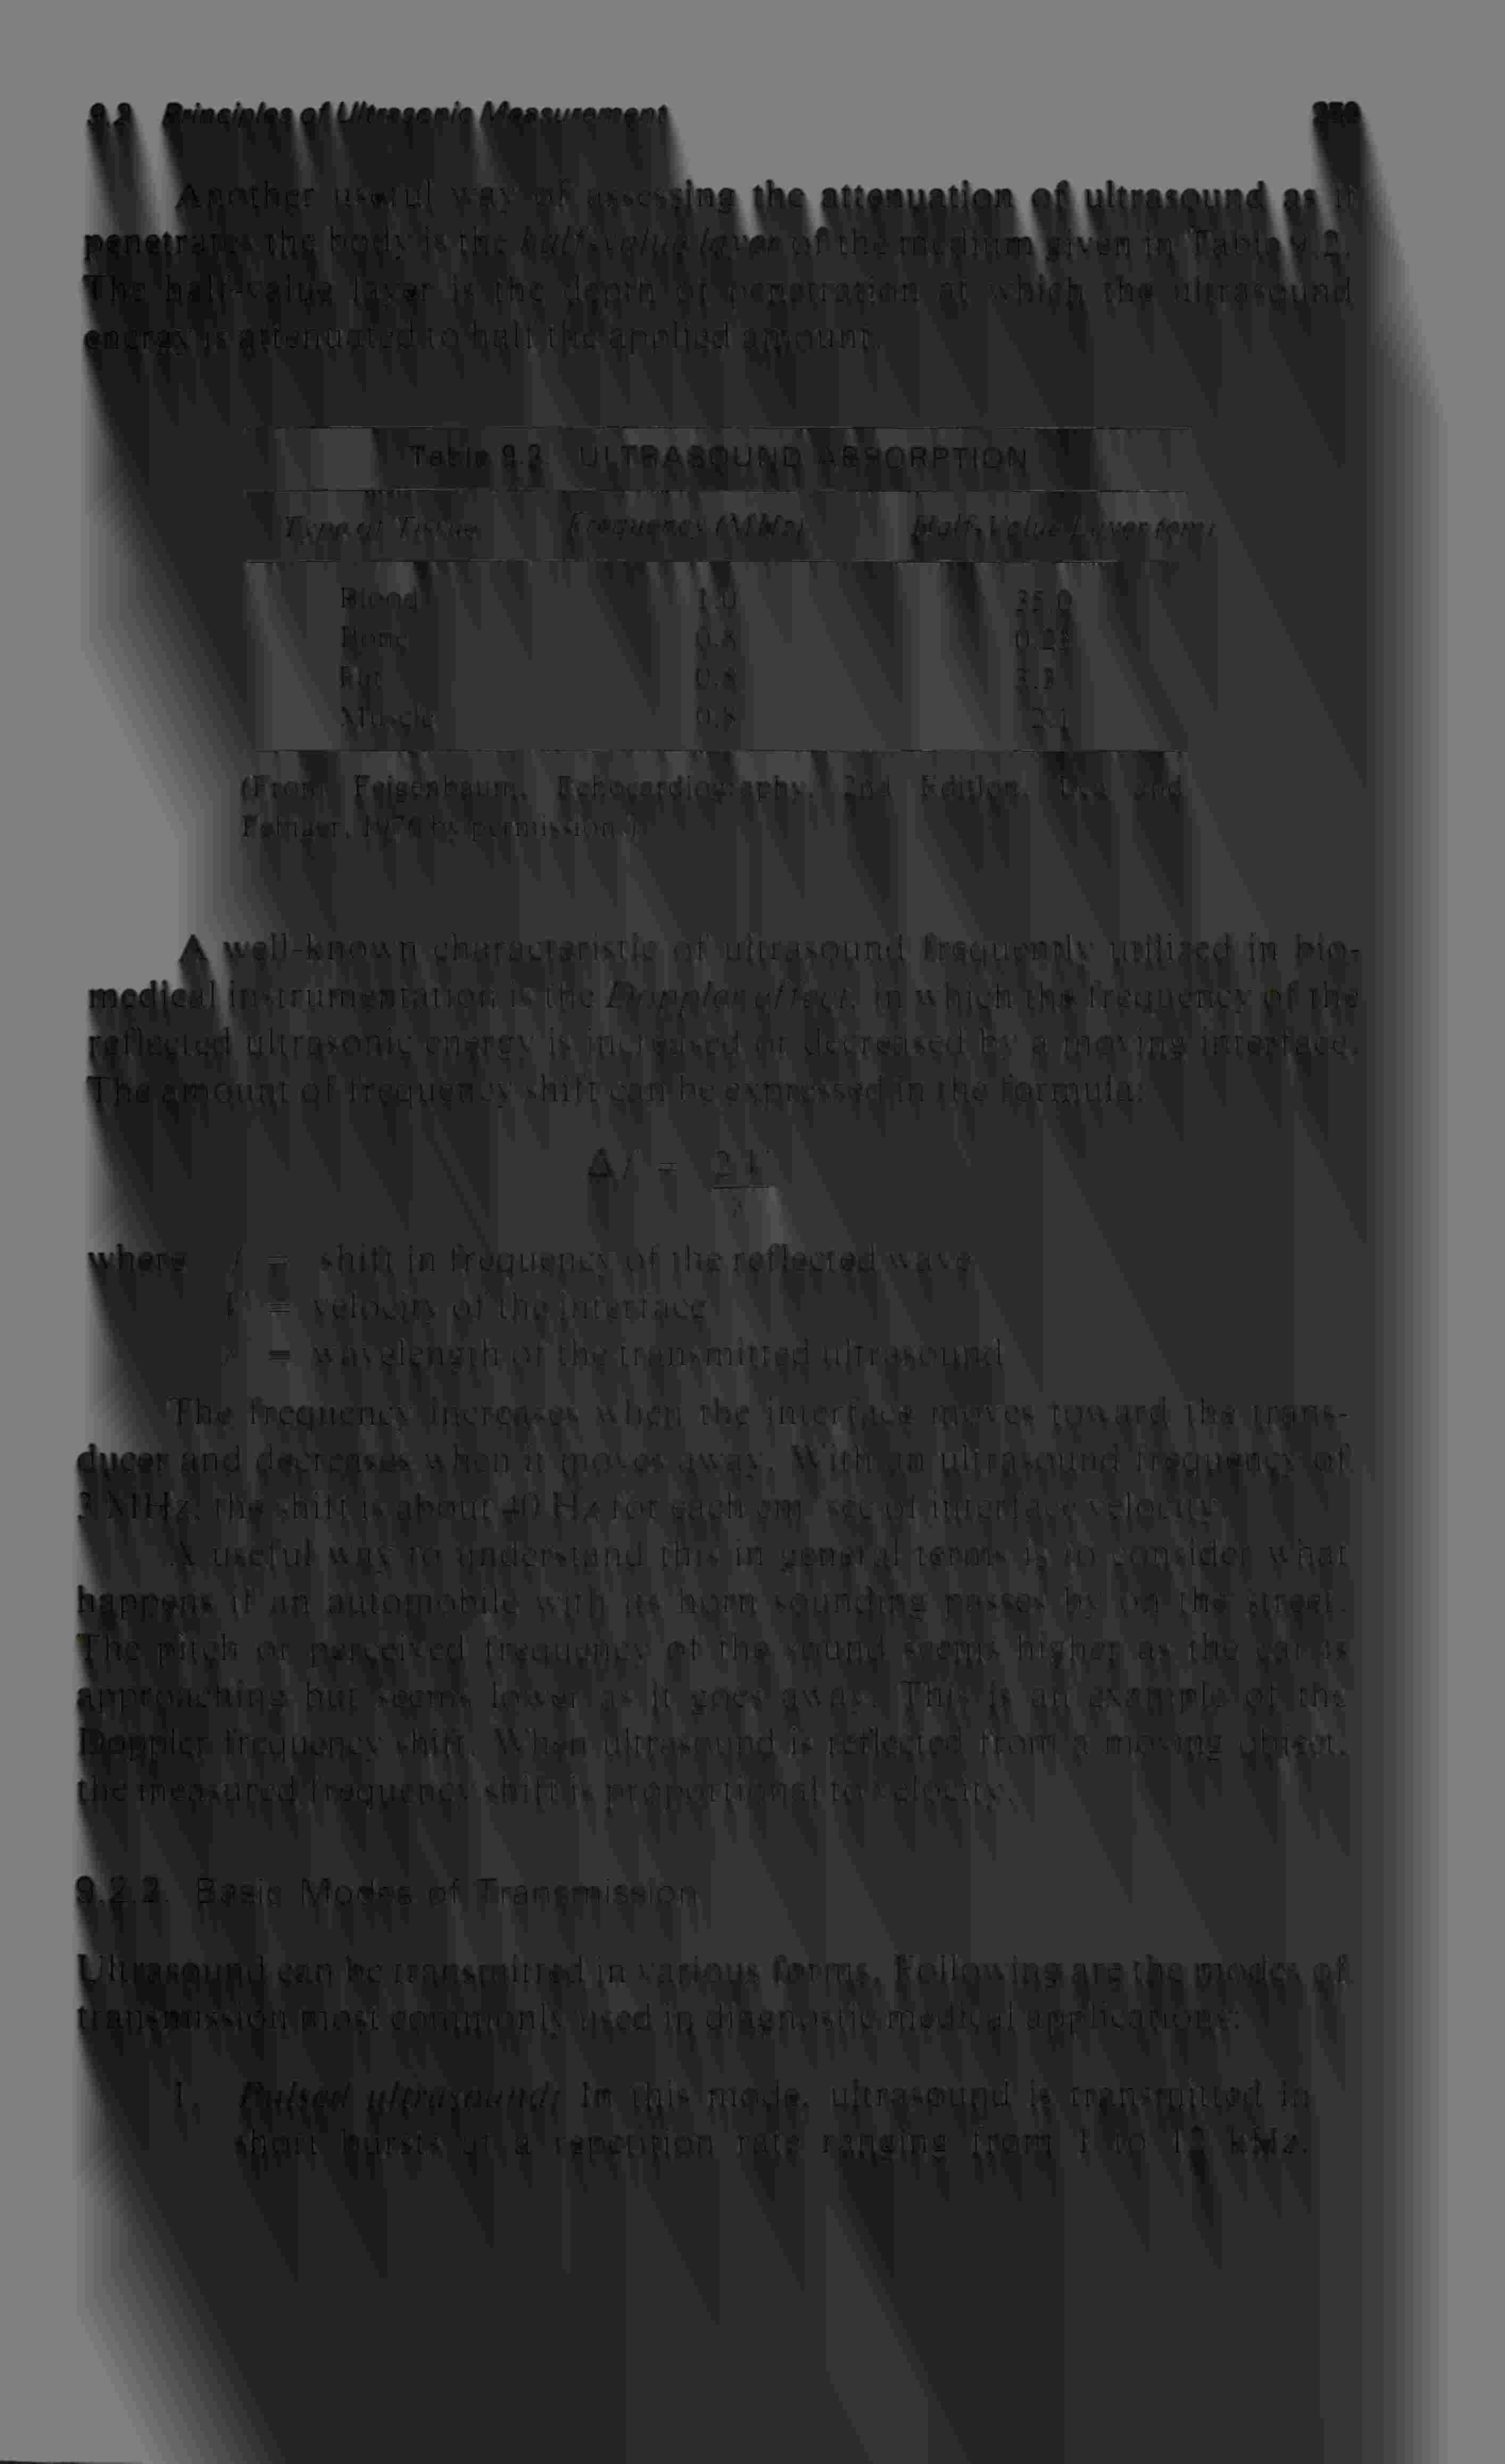 9.2 Principles of Ultrasonic Measurement 259
Another useful way of assessing the attenuation of ultrasound as it
penetrates the body is the half-value layer of the medium given in Table 9.2.
The half-value layer is the depth of penetration at which the ultrasound
energy is attenuated to half the applied amount.
Table 9.2. ULTRASOUND ABSORPTION
Type of Tissue Frequency (MHz) Half-Value Layer (cm)
Blood 1.0 35.0
Bone 0.8
Fat 0.8 3.3
Muscle 0.8 2.1
(From Feigenbaum, Echocardiography, 2nd Edition, Lea and
Febiger, 1976 by permission.)
A well-known characteristic of ultrasound frequently utilized in bio-
medical instrumentation is the Doppler effect, in which the frequency of the
reflected ultrasonic energy is increased or decreased by a moving interface.
The amount of frequency shift can be expressed in the formula:
Δf = 2V
λ
where f = shift in frequency of the reflected wave
V = velocity of the interface
λ = wavelength of the transmitted ultrasound
The frequency increases when the interface moves toward the trans-
ducer and decreases when it moves away. With an ultrasound frequency of
3 MHz, the shift is about 40 Hz for each cm/sec of interface velocity.
A useful way to understand this in general terms is to consider what
happens if an automobile with its horn sounding passes by on the street.
The pitch or perceived frequency of the sound seems higher as the car is
approaching but seems lower as it goes away. This is an example of the
Doppler frequency shift. When ultrasound is reflected from a moving object,
the measured frequency shift is proportional to velocity.
9.2.2. Basic Modes of Transmission
Ultrasound can be transmitted in various forms. Following are the modes of
transmission most commonly used in diagnostic medical applications:
1. Pulsed ultrasound: In this mode, ultrasound is transmitted in
short bursts at a repetition rate ranging from 1 to 12 kHz.